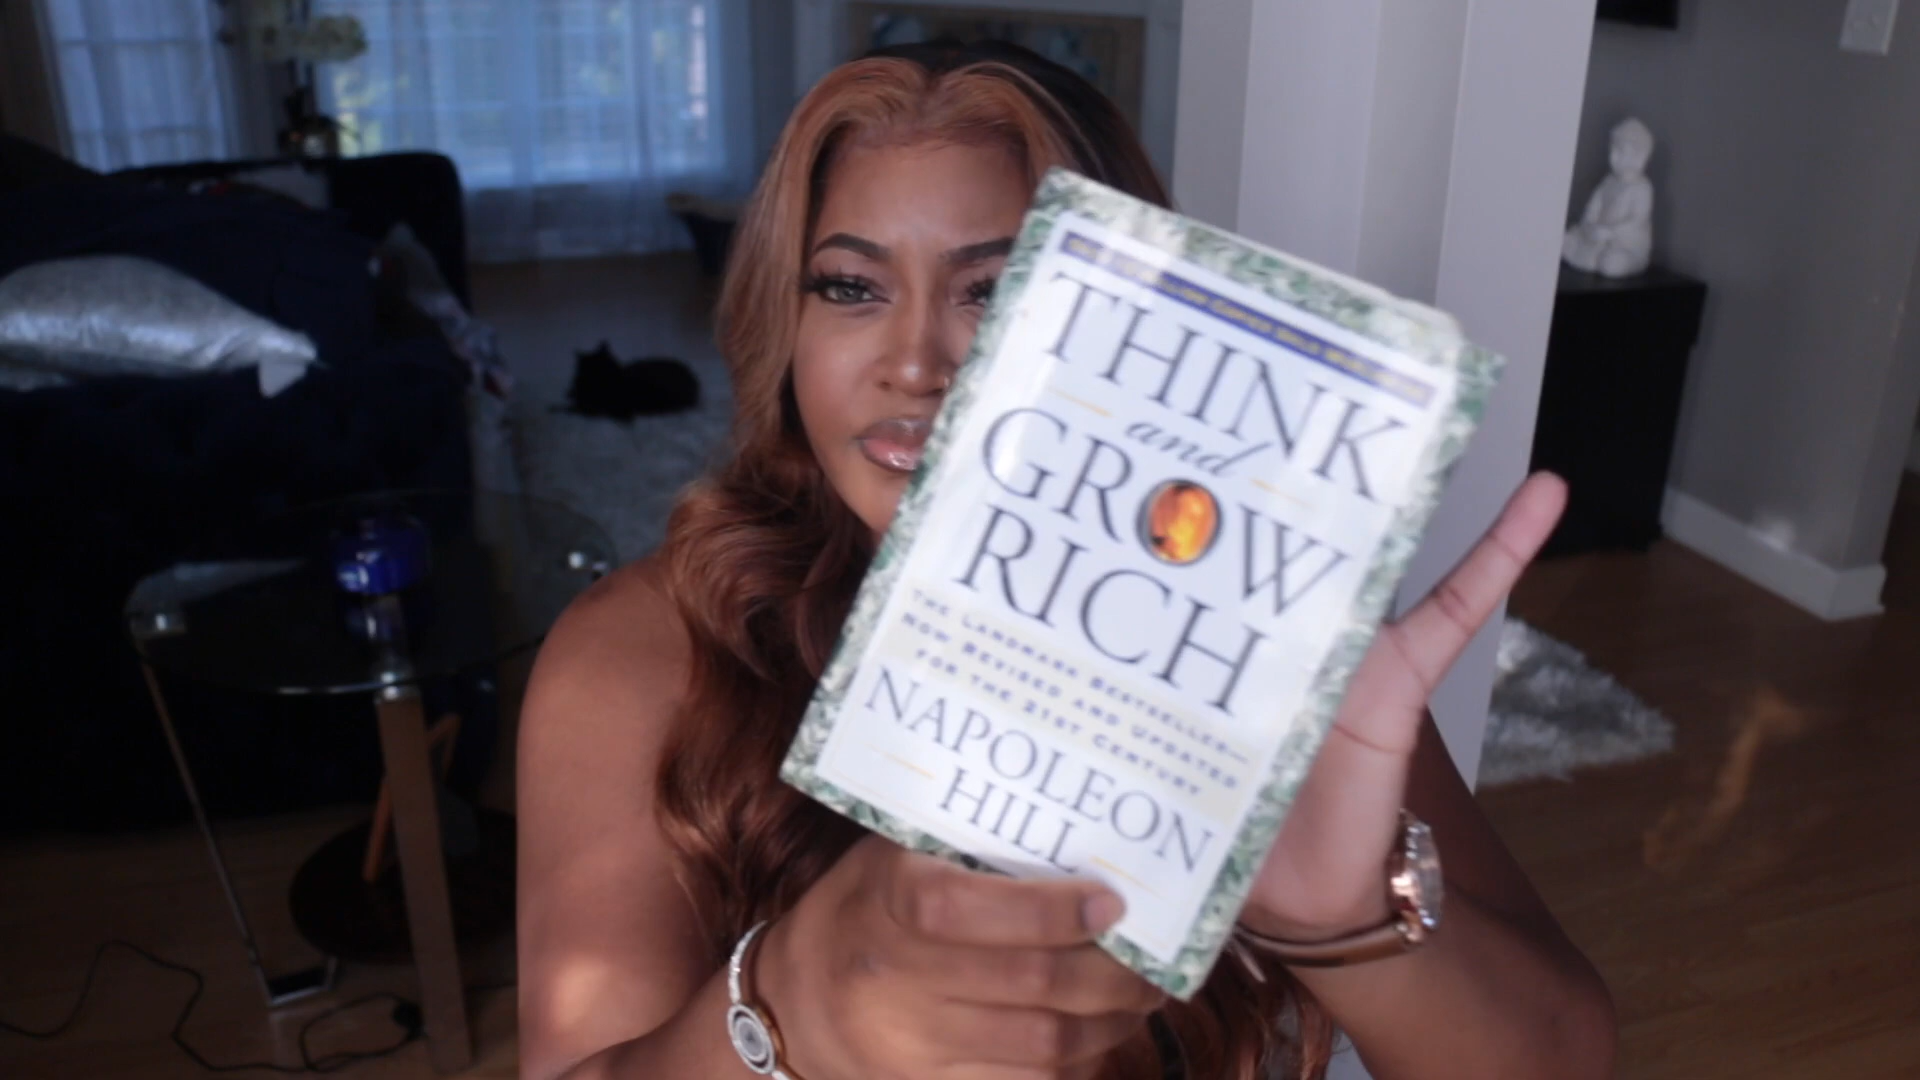 THINK
and
GROW
RICH
THE LANDMARK BESTSELLER—
NOW REVISED AND UPDATED
FOR THE 21ST CENTURY
NAPOLEON
HILL